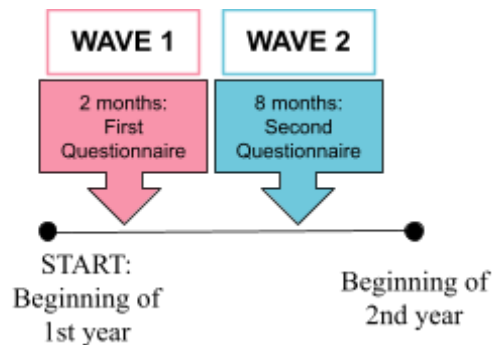 WAVE 1
WAVE 2
2 months:
First
Questionnaire
8 months:
Second
Questionnaire
START:
Beginning of
1st year
Beginning of
2nd year